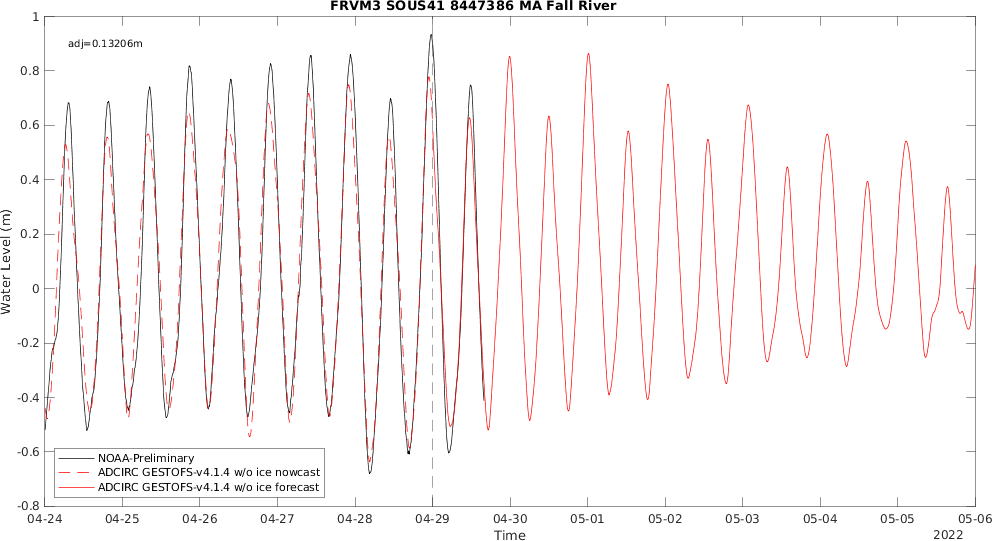 FRVM3 SOUS41 8447386 MA Fall River
adj=0.13206m
1
0.8
0.6
0.4
0.2
0
-0.2
-0.4
-0.6
-0.8
Water Level (m)
NOAA-Preliminary
ADCIRC GESTOFS-v4.1.4 w/o ice nowcast
ADCIRC GESTOFS-v4.1.4 w/o ice forecast
04-24 04-25 04-26 04-27 04-28 04-29 04-30 05-01 05-02 05-03 05-04 05-05 05-06
Time
2022